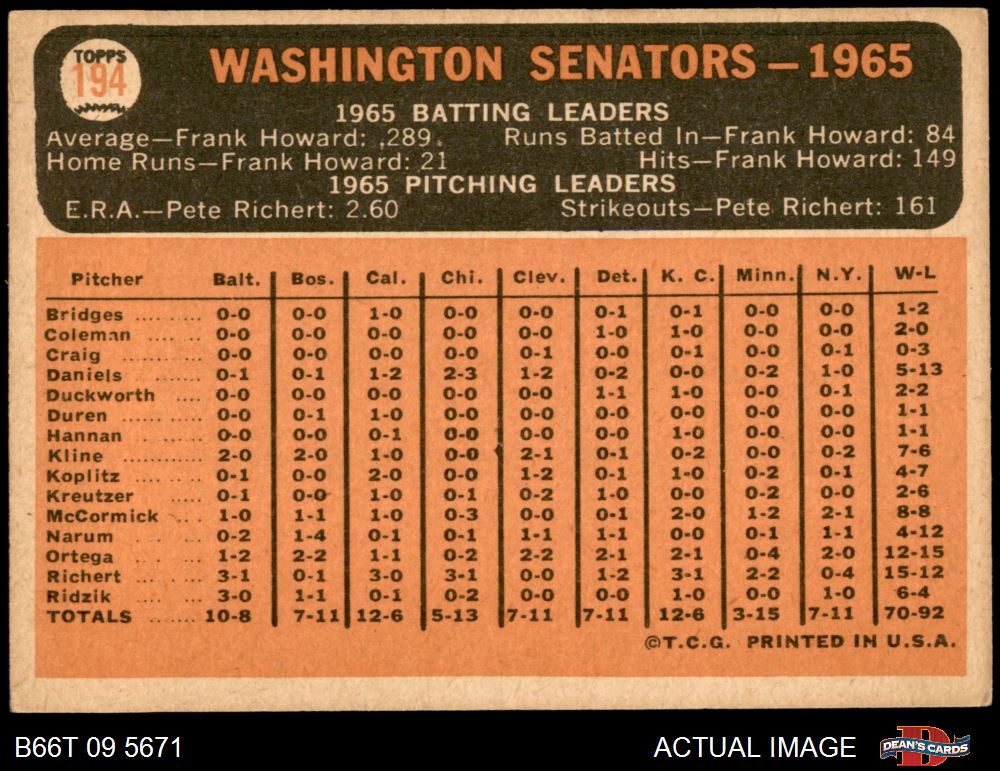 TOPPS
194
WASHINGTON SENATORS — 1965
1965 BATTING LEADERS
Average—Frank Howard: .289. Runs Batted In—Frank Howard: 84
Home Runs—Frank Howard: 21 Hits—Frank Howard: 149
1965 PITCHING LEADERS
E.R.A.—Pete Richert: 2.60 Strikeouts—Pete Richert: 161
Pitcher Balt. Bos. Cal. Chi. Clev. Det. K. C. Minn. N.Y. W-L
Bridges .... ......... 0-0 0-0 1-0 0-0 0-0 0-1 0-1 0-0 0-0 1-2
Coleman .... .. .. 0-0 0-0 0-0 0-0 0-0 1-0 1-0 0-0 0-0 2-0
Craig .... ......... 0-0 0-0 0-0 0-0 0-1 0-0 0-1 0-0 0-1 0-3
Daniels ....... 0-1 0-1 1-2 2-3 1-2 0-2 0-0 0-2 1-0 5-13
Duckworth .... 0-0 0-0 0-0 0-0 0-0 1-1 1-0 0-0 0-1 2-2
Duren .... .... 0-0 0-1 1-0 0-0 0-0 0-0 0-0 0-0 0-0 1-1
Hannan . ...... 0-0 0-0 0-1 0-0 0-0 0-0 1-0 0-0 0-0 1-1
Kline ............ 2-0 2-0 1-0 0-0 2-1 0-1 0-2 0-0 0-2 7-6
Koplitz .. .. .... 0-1 0-0 2-0 0-0 1-2 0-1 1-0 0-2 0-1 4-7
Kreutzer ..... 0-1 0-0 1-0 0-1 0-2 1-0 0-0 0-2 0-0 2-6
McCormick ... . 1-0 1-1 1-0 0-3 0-0 0-1 2-0 1-2 2-1 8-8
Narum .... .... 0-2 1-4 0-1 0-1 1-1 1-1 0-0 0-1 1-1 4-12
Ortega .... .... 1-2 2-2 1-1 0-2 2-2 2-1 2-1 0-4 2-0 12-15
Richert .... .... 3-1 0-1 3-0 3-1 0-0 1-2 3-1 2-2 0-4 15-12
Ridzik .... .... 3-0 1-1 0-1 0-2 0-0 0-0 1-0 0-0 1-0 6-4
TOTALS ....... 10-8 7-11 12-6 5-13 7-11 7-11 12-6 3-15 7-11 70-92
©T.C.G. PRINTED IN U.S.A.
B66T 09 5671 ACTUAL IMAGE DEAN'S CARDS